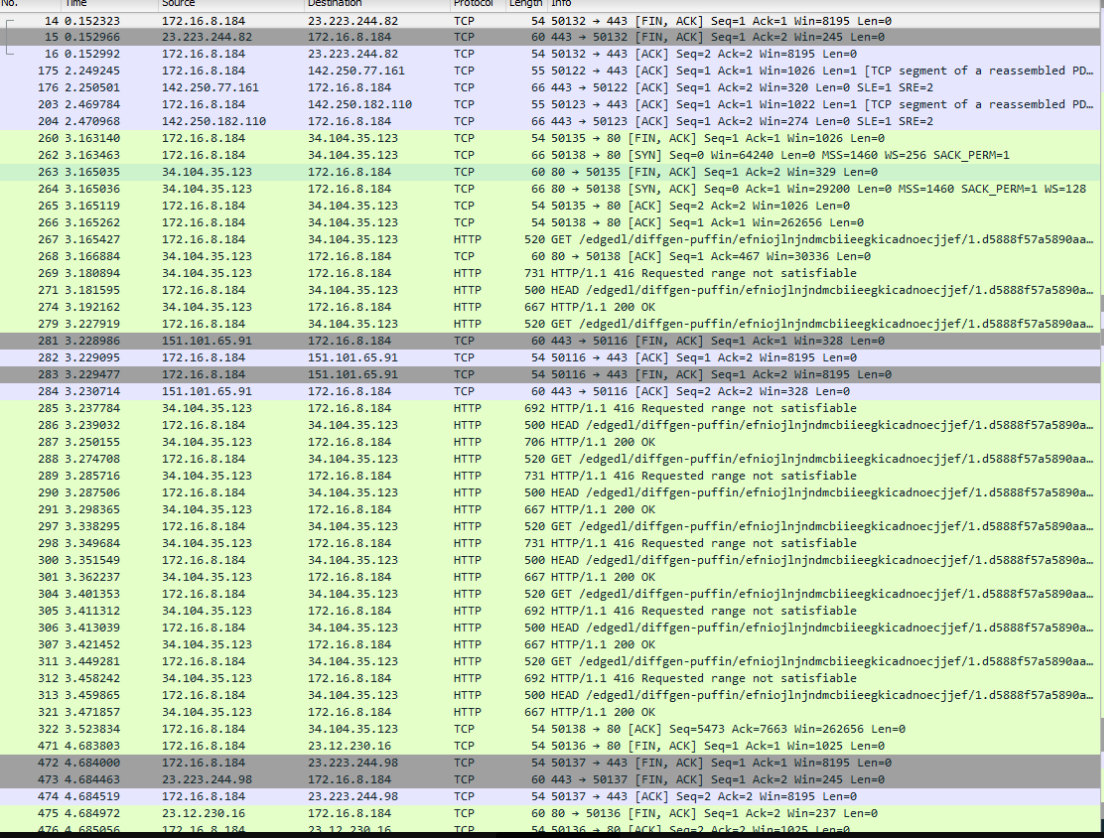 No. Time Source Destination Protocol Length Info
14 0.152323 172.16.8.184 23.223.244.82 TCP 54 50132 → 443 [FIN, ACK] Seq=1 Ack=1 Win=8195 Len=0
15 0.152966 23.223.244.82 172.16.8.184 TCP 60 443 → 50132 [FIN, ACK] Seq=1 Ack=2 Win=245 Len=0
16 0.152992 172.16.8.184 23.223.244.82 TCP 54 50132 → 443 [ACK] Seq=2 Ack=2 Win=8195 Len=0
175 2.249245 172.16.8.184 142.250.77.161 TCP 55 50122 → 443 [ACK] Seq=1 Ack=1 Win=1026 Len=1 [TCP segment of a reassembled PD…
176 2.250501 142.250.77.161 172.16.8.184 TCP 66 443 → 50122 [ACK] Seq=1 Ack=2 Win=320 Len=0 SLE=1 SRE=2
203 2.469784 172.16.8.184 142.250.182.110 TCP 55 50123 → 443 [ACK] Seq=1 Ack=1 Win=1022 Len=1 [TCP segment of a reassembled PD…
204 2.470968 142.250.182.110 172.16.8.184 TCP 66 443 → 50123 [ACK] Seq=1 Ack=2 Win=274 Len=0 SLE=1 SRE=2
260 3.163140 172.16.8.184 34.104.35.123 TCP 54 50135 → 80 [FIN, ACK] Seq=1 Ack=1 Win=1026 Len=0
262 3.163463 172.16.8.184 34.104.35.123 TCP 66 50138 → 80 [SYN] Seq=0 Win=64240 Len=0 MSS=1460 WS=256 SACK_PERM=1
263 3.165035 34.104.35.123 172.16.8.184 TCP 60 80 → 50135 [FIN, ACK] Seq=1 Ack=2 Win=329 Len=0
264 3.165036 34.104.35.123 172.16.8.184 TCP 66 80 → 50138 [SYN, ACK] Seq=0 Ack=1 Win=29200 Len=0 MSS=1460 SACK_PERM=1 WS=128
265 3.165119 172.16.8.184 34.104.35.123 TCP 54 50135 → 80 [ACK] Seq=2 Ack=2 Win=1026 Len=0
266 3.165262 172.16.8.184 34.104.35.123 TCP 54 50138 → 80 [ACK] Seq=1 Ack=1 Win=262656 Len=0
267 3.165427 172.16.8.184 34.104.35.123 HTTP 520 GET /edgedl/diffgen-puffin/efniojlnjndmcbiieegkicadnoecjjef/1.d5888f57a5890aa…
268 3.166884 34.104.35.123 172.16.8.184 TCP 60 80 → 50138 [ACK] Seq=1 Ack=467 Win=30336 Len=0
269 3.180894 34.104.35.123 172.16.8.184 HTTP 731 HTTP/1.1 416 Requested range not satisfiable
271 3.181595 172.16.8.184 34.104.35.123 HTTP 500 HEAD /edgedl/diffgen-puffin/efniojlnjndmcbiieegkicadnoecjjef/1.d5888f57a5890a…
274 3.192162 34.104.35.123 172.16.8.184 HTTP 667 HTTP/1.1 200 OK
279 3.227919 172.16.8.184 34.104.35.123 HTTP 520 GET /edgedl/diffgen-puffin/efniojlnjndmcbiieegkicadnoecjjef/1.d5888f57a5890aa…
281 3.228986 151.101.65.91 172.16.8.184 TCP 60 443 → 50116 [FIN, ACK] Seq=1 Ack=1 Win=328 Len=0
282 3.229095 172.16.8.184 151.101.65.91 TCP 54 50116 → 443 [ACK] Seq=1 Ack=2 Win=8195 Len=0
283 3.229477 172.16.8.184 151.101.65.91 TCP 54 50116 → 443 [FIN, ACK] Seq=1 Ack=2 Win=8195 Len=0
284 3.230714 151.101.65.91 172.16.8.184 TCP 60 443 → 50116 [ACK] Seq=2 Ack=2 Win=328 Len=0
285 3.237784 34.104.35.123 172.16.8.184 HTTP 692 HTTP/1.1 416 Requested range not satisfiable
286 3.239032 172.16.8.184 34.104.35.123 HTTP 500 HEAD /edgedl/diffgen-puffin/efniojlnjndmcbiieegkicadnoecjjef/1.d5888f57a5890a…
287 3.250155 34.104.35.123 172.16.8.184 HTTP 706 HTTP/1.1 200 OK
288 3.274708 172.16.8.184 34.104.35.123 HTTP 520 GET /edgedl/diffgen-puffin/efniojlnjndmcbiieegkicadnoecjjef/1.d5888f57a5890aa…
289 3.285716 34.104.35.123 172.16.8.184 HTTP 731 HTTP/1.1 416 Requested range not satisfiable
290 3.287506 172.16.8.184 34.104.35.123 HTTP 500 HEAD /edgedl/diffgen-puffin/efniojlnjndmcbiieegkicadnoecjjef/1.d5888f57a5890a…
291 3.298365 34.104.35.123 172.16.8.184 HTTP 667 HTTP/1.1 200 OK
297 3.338295 172.16.8.184 34.104.35.123 HTTP 520 GET /edgedl/diffgen-puffin/efniojlnjndmcbiieegkicadnoecjjef/1.d5888f57a5890aa…
298 3.349684 34.104.35.123 172.16.8.184 HTTP 731 HTTP/1.1 416 Requested range not satisfiable
300 3.351549 172.16.8.184 34.104.35.123 HTTP 500 HEAD /edgedl/diffgen-puffin/efniojlnjndmcbiieegkicadnoecjjef/1.d5888f57a5890a…
301 3.362237 34.104.35.123 172.16.8.184 HTTP 667 HTTP/1.1 200 OK
304 3.401353 172.16.8.184 34.104.35.123 HTTP 520 GET /edgedl/diffgen-puffin/efniojlnjndmcbiieegkicadnoecjjef/1.d5888f57a5890aa…
305 3.411312 34.104.35.123 172.16.8.184 HTTP 692 HTTP/1.1 416 Requested range not satisfiable
306 3.413039 172.16.8.184 34.104.35.123 HTTP 500 HEAD /edgedl/diffgen-puffin/efniojlnjndmcbiieegkicadnoecjjef/1.d5888f57a5890a…
307 3.421452 34.104.35.123 172.16.8.184 HTTP 667 HTTP/1.1 200 OK
311 3.449281 172.16.8.184 34.104.35.123 HTTP 520 GET /edgedl/diffgen-puffin/efniojlnjndmcbiieegkicadnoecjjef/1.d5888f57a5890aa…
312 3.458242 34.104.35.123 172.16.8.184 HTTP 692 HTTP/1.1 416 Requested range not satisfiable
313 3.459865 172.16.8.184 34.104.35.123 HTTP 500 HEAD /edgedl/diffgen-puffin/efniojlnjndmcbiieegkicadnoecjjef/1.d5888f57a5890a…
321 3.471857 34.104.35.123 172.16.8.184 HTTP 667 HTTP/1.1 200 OK
322 3.523834 172.16.8.184 34.104.35.123 TCP 54 50138 → 80 [ACK] Seq=5473 Ack=7663 Win=262656 Len=0
471 4.683803 172.16.8.184 23.12.230.16 TCP 54 50136 → 80 [FIN, ACK] Seq=1 Ack=1 Win=1025 Len=0
472 4.684000 172.16.8.184 23.223.244.98 TCP 54 50137 → 443 [FIN, ACK] Seq=1 Ack=1 Win=8195 Len=0
473 4.684463 23.223.244.98 172.16.8.184 TCP 60 443 → 50137 [FIN, ACK] Seq=1 Ack=2 Win=245 Len=0
474 4.684519 172.16.8.184 23.223.244.98 TCP 54 50137 → 443 [ACK] Seq=2 Ack=2 Win=8195 Len=0
475 4.684972 23.12.230.16 172.16.8.184 TCP 60 80 → 50136 [FIN, ACK] Seq=1 Ack=2 Win=237 Len=0
476 4.685056 172.16.8.184 23.12.230.16 TCP 54 50136 → 80 [ACK] Seq=2 Ack=2 Win=1025 Len=0